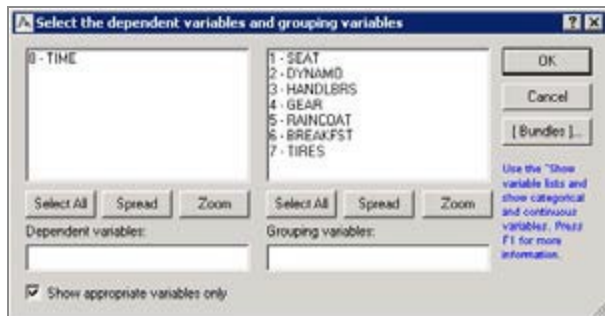 Select the dependent variables and grouping variables
8 - TIME
1 - SEAT
2 - DYNAMO
3 - HANDLBRS
4 - GEAR
5 - RAINCOAT
6 - BREAKFST
7 - TIRES
OK
Cancel
[Bundles]...
Use the "Show
variable lists and
show categorical
and continuous
variables. Press
F1 for more
information.
Select All Spread Zoom
Select All Spread Zoom
Dependent variables:
Grouping variables:
Show appropriate variables only